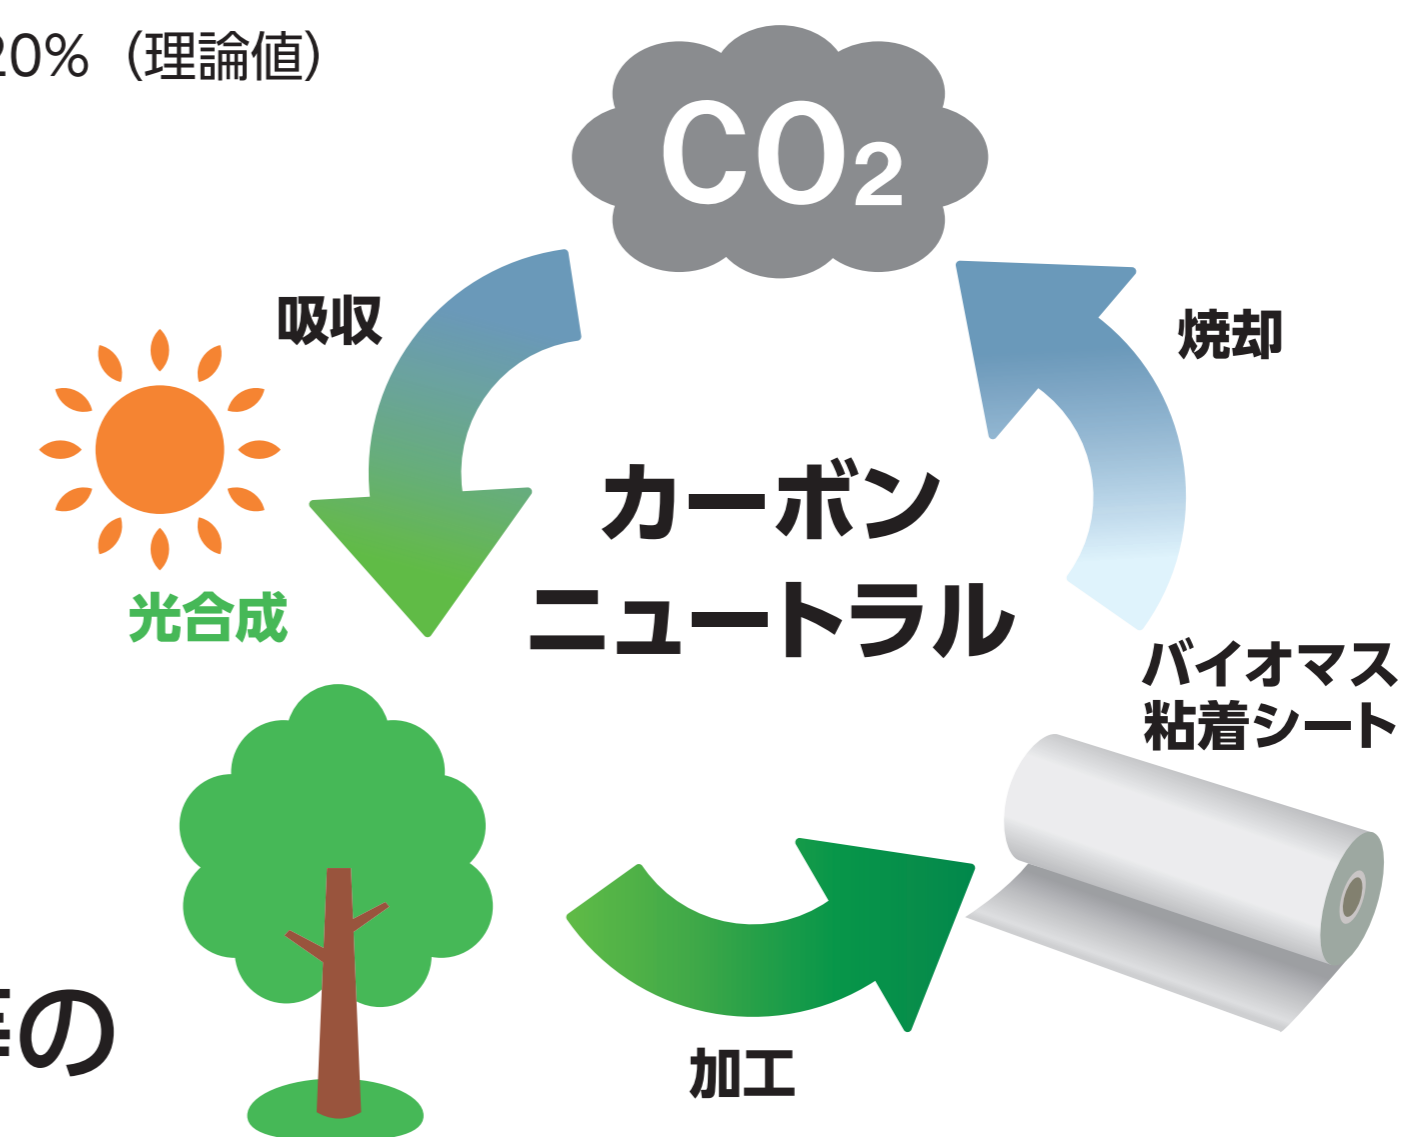 20%（理論値）
CO₂
吸収
焼却
カーボン
ニュートラル
光合成
バイオマス
粘着シート
の
加工